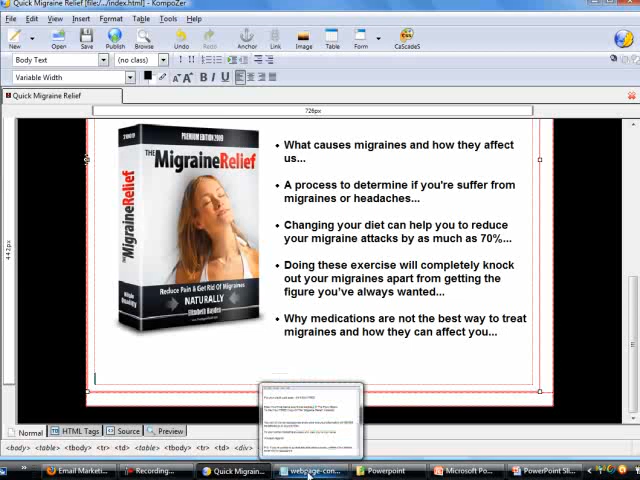 Quick Migraine Relief [file:/.../index.html] - KompoZer
File Edit View Insert Format Table Tools Help
New Open Save Publish Browse Undo Redo Anchor Link Image Table Form CaScadeS
Body Text (no class)
Variable Width
Quick Migraine Relief
726px
442px
PREMIUM EDITION 2009
THE MigraineRelief
THE MigraineRelief
Reduce Pain & Get Rid Of Migraines
NATURALLY
• What causes migraines and how they affect
us...
• A process to determine if you're suffer from
migraines or headaches...
• Changing your diet can help you to reduce
your migraine attacks by as much as 70%...
• Doing these exercise will completely knock
out your migraines apart from getting the
figure you've always wanted...
• Why medications are not the best way to treat
migraines and how they can affect you...
Normal HTML Tags Source Preview
<body> <table> <tbody> <tr> <td> <table> <tbody> <tr> <td> <div>
Email Marketi... Recording... Quick Migrain... webpage-con... Powerpoint Microsoft Po... PowerPoint Sli...